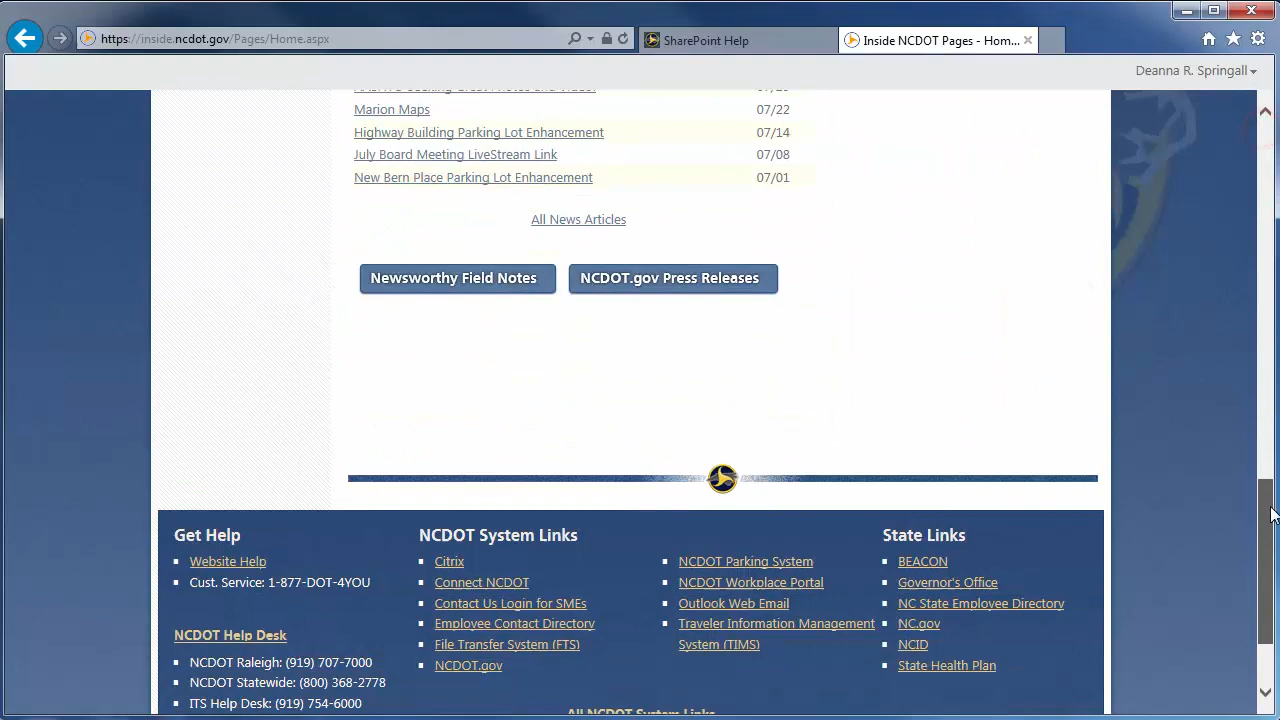 https://inside.ncdot.gov/Pages/Home.aspx
SharePoint Help
Inside NCDOT Pages - Hom...
Deanna R. Springall
Marion Maps 07/22
Highway Building Parking Lot Enhancement 07/14
July Board Meeting LiveStream Link 07/08
New Bern Place Parking Lot Enhancement 07/01
All News Articles
Newsworthy Field Notes
NCDOT.gov Press Releases
Get Help
Website Help
Cust. Service: 1-877-DOT-4YOU
NCDOT Help Desk
NCDOT Raleigh: (919) 707-7000
NCDOT Statewide: (800) 368-2778
ITS Help Desk: (919) 754-6000
NCDOT System Links
Citrix
Connect NCDOT
Contact Us Login for SMEs
Employee Contact Directory
File Transfer System (FTS)
NCDOT.gov
NCDOT Parking System
NCDOT Workplace Portal
Outlook Web Email
Traveler Information Management
System (TIMS)
All NCDOT System Links
State Links
BEACON
Governor's Office
NC State Employee Directory
NC.gov
NCID
State Health Plan